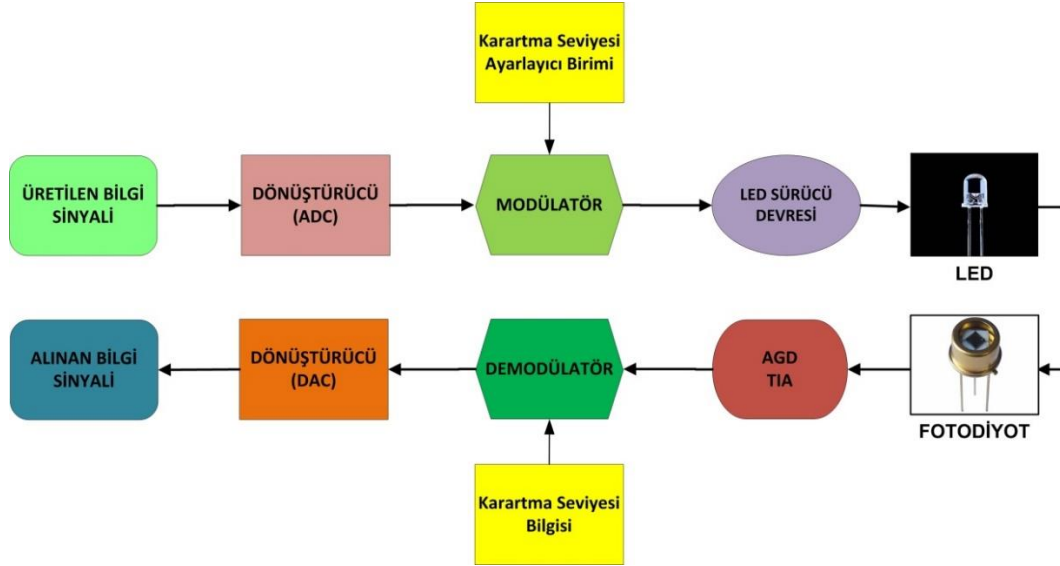 Karartma Seviyesi
Ayarlayıcı Birimi
ÜRETİLEN BİLGİ
SİNYALİ
DÖNÜŞTÜRÜCÜ
(ADC)
MODÜLATÖR
LED SÜRÜCÜ
DEVRESİ
LED
ALINAN BİLGİ
SİNYALİ
DÖNÜŞTÜRÜCÜ
(DAC)
DEMODÜLATÖR
AGD
TIA
FOTODİYOT
Karartma Seviyesi
Bilgisi